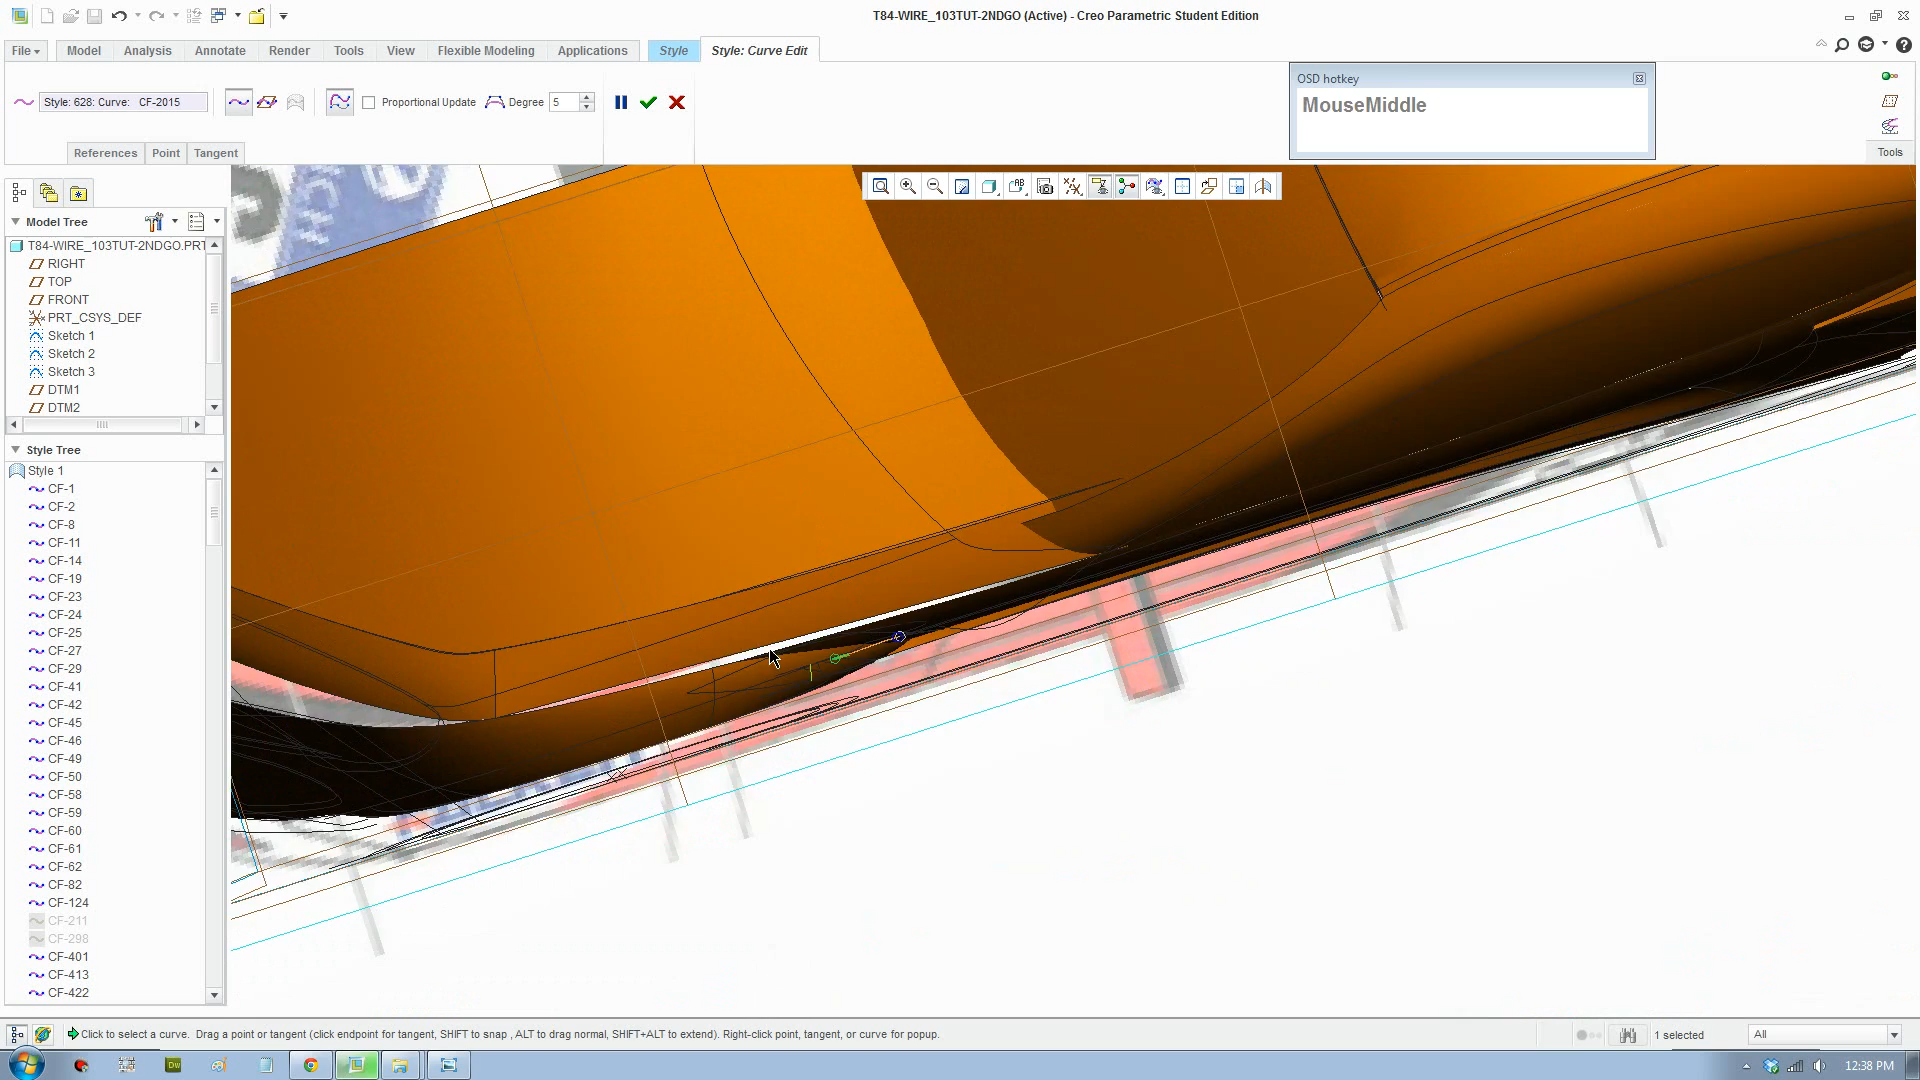 T84-WIRE_103TUT-2NDGO (Active) - Creo Parametric Student Edition
File Model Analysis Annotate Render Tools View Flexible Modeling Applications Style Style: Curve Edit
OSD hotkey
MouseMiddle
Style: 628: Curve: CF-2015 Proportional Update Degree 5
References Point Tangent
Tools
Model Tree
T84-WIRE_103TUT-2NDGO.PRT
RIGHT
TOP
FRONT
PRT_CSYS_DEF
Sketch 1
Sketch 2
Sketch 3
DTM1
DTM2
Style Tree
Style 1
CF-1
CF-2
CF-8
CF-11
CF-14
CF-19
CF-23
CF-24
CF-25
CF-27
CF-29
CF-41
CF-42
CF-45
CF-46
CF-49
CF-50
CF-58
CF-59
CF-60
CF-61
CF-62
CF-82
CF-124
CF-211
CF-298
CF-401
CF-413
CF-422
Click to select a curve. Drag a point or tangent (click endpoint for tangent, SHIFT to snap , ALT to drag normal, SHIFT+ALT to extend). Right-click point, tangent, or curve for popup.
1 selected All
Dw
12:38 PM